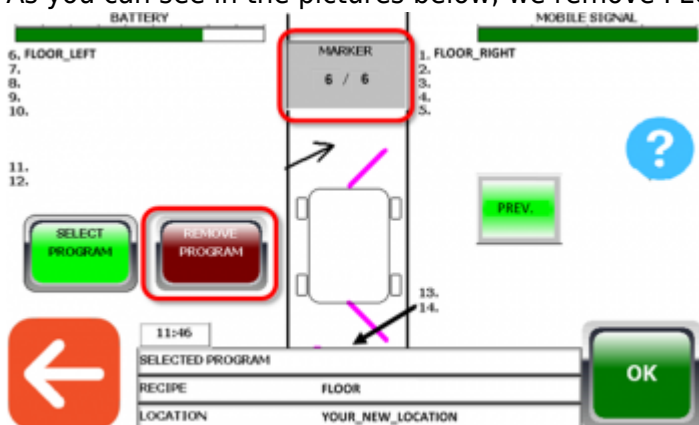 As you can see in the pictures below, we remove FLO
BATTERY
MOBILE SIGNAL
6. FLOOR_LEFT
7.
8.
9.
10.
11.
12.
MARKER
6 / 6
1. FLOOR_RIGHT
2.
3.
4.
5.
?
SELECT
PROGRAM
REMOVE
PROGRAM
PREV.
13.
14.
11:46
SELECTED PROGRAM
RECIPE FLOOR
LOCATION YOUR_NEW_LOCATION
OK